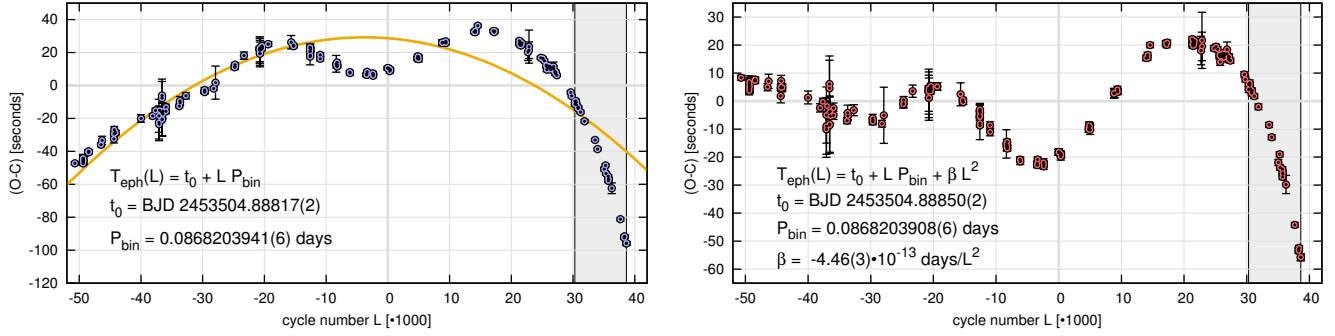 40
20
0
-20
-40
-60
-80
-100
-120
(O-C) [seconds]
T_eph(L) = t_0 + L P_bin
t_0 = BJD 2453504.88817(2)
P_bin = 0.0868203941(6) days
-50 -40 -30 -20 -10 0 10 20 30 40
cycle number L [•1000]
30
20
10
0
-10
-20
-30
-40
-50
-60
(O-C) [seconds]
T_eph(L) = t_0 + L P_bin + β L^2
t_0 = BJD 2453504.88850(2)
P_bin = 0.0868203908(6) days
β = -4.46(3)•10^-13 days/L^2
-50 -40 -30 -20 -10 0 10 20 30 40
cycle number L [•1000]